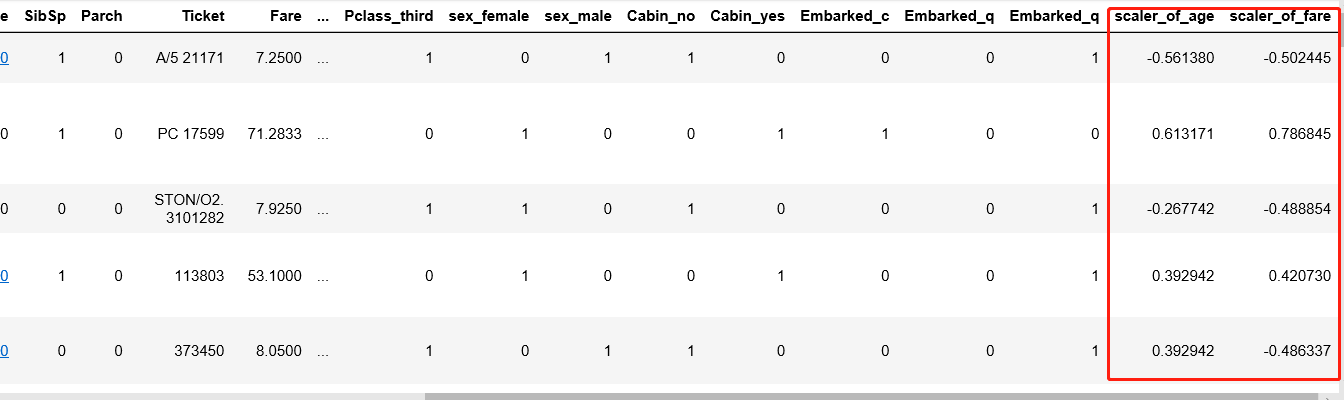 e SibSp Parch Ticket Fare ... Pclass_third sex_female sex_male Cabin_no Cabin_yes Embarked_c Embarked_q Embarked_q scaler_of_age scaler_of_fare
0 1 0 A/5 21171 7.2500 ... 1 0 1 1 0 0 0 1 -0.561380 -0.502445
0 1 0 PC 17599 71.2833 ... 0 1 0 0 1 1 0 0 0.613171 0.786845
0 0 0 STON/O2. 3101282 7.9250 ... 1 1 0 1 0 0 0 1 -0.267742 -0.488854
0 1 0 113803 53.1000 ... 0 1 0 0 1 0 0 1 0.392942 0.420730
0 0 0 373450 8.0500 ... 1 0 1 1 0 0 0 1 0.392942 -0.486337